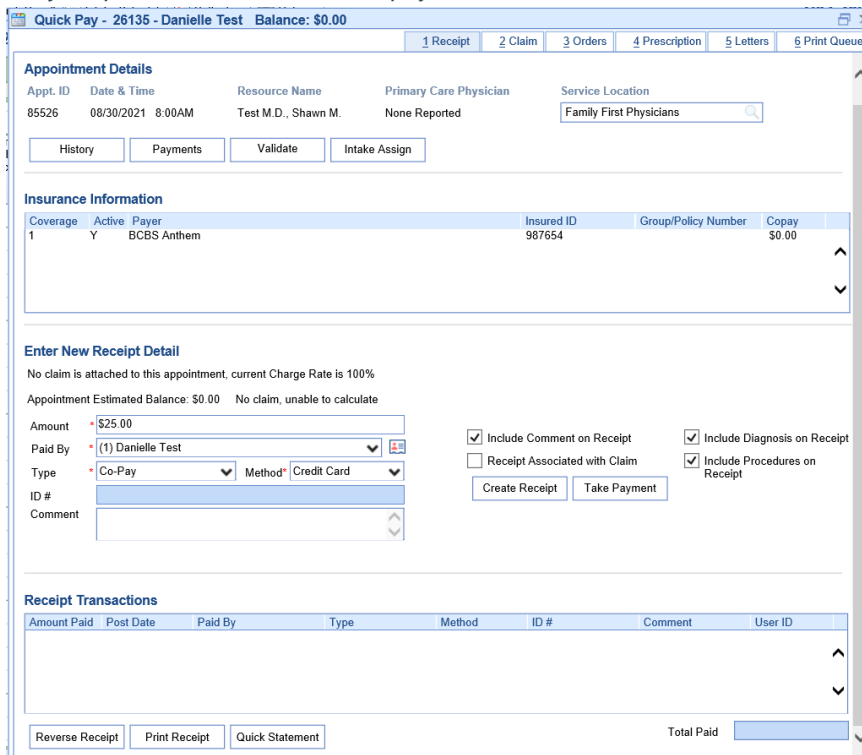 Quick Pay - 26135 - Danielle Test Balance: $0.00
1 Receipt 2 Claim 3 Orders 4 Prescription 5 Letters 6 Print Queue
Appointment Details
Appt. ID Date & Time Resource Name Primary Care Physician Service Location
85526 08/30/2021 8:00AM Test M.D., Shawn M. None Reported Family First Physicians
History Payments Validate Intake Assign
Insurance Information
Coverage Active Payer Insured ID Group/Policy Number Copay
1 Y BCBS Anthem 987654 $0.00
Enter New Receipt Detail
No claim is attached to this appointment, current Charge Rate is 100%
Appointment Estimated Balance: $0.00 No claim, unable to calculate
Amount * $25.00
Paid By * (1) Danielle Test
Type * Co-Pay Method* Credit Card
ID #
Comment
Include Comment on Receipt Include Diagnosis on Receipt
Receipt Associated with Claim Include Procedures on
Receipt
Create Receipt Take Payment
Receipt Transactions
Amount Paid Post Date Paid By Type Method ID # Comment User ID
Reverse Receipt Print Receipt Quick Statement Total Paid